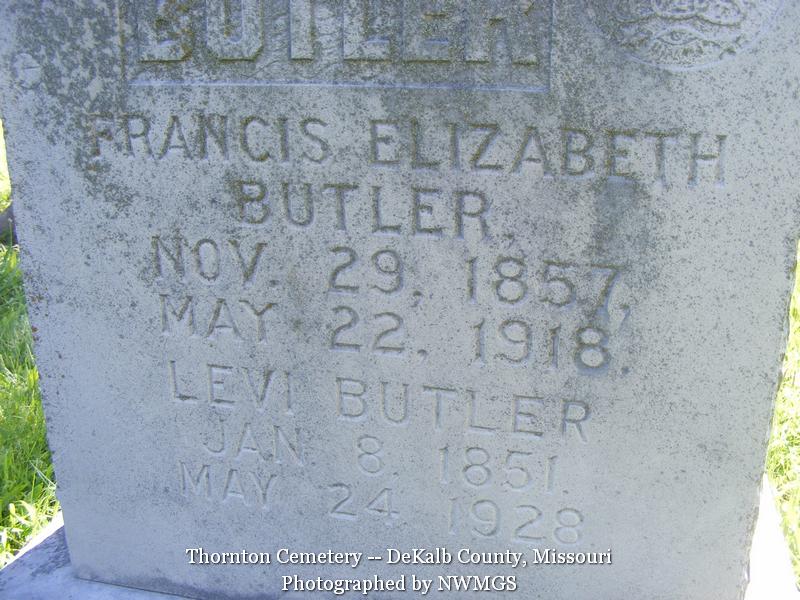 BUTLER
FRANCIS ELIZABETH
BUTLER,
NOV. 29, 1857,
MAY 22, 1918.
LEVI BUTLER
JAN 8, 1851.
MAY 24 1928
Thornton Cemetery -- DeKalb County, Missouri
Photographed by NWMGS